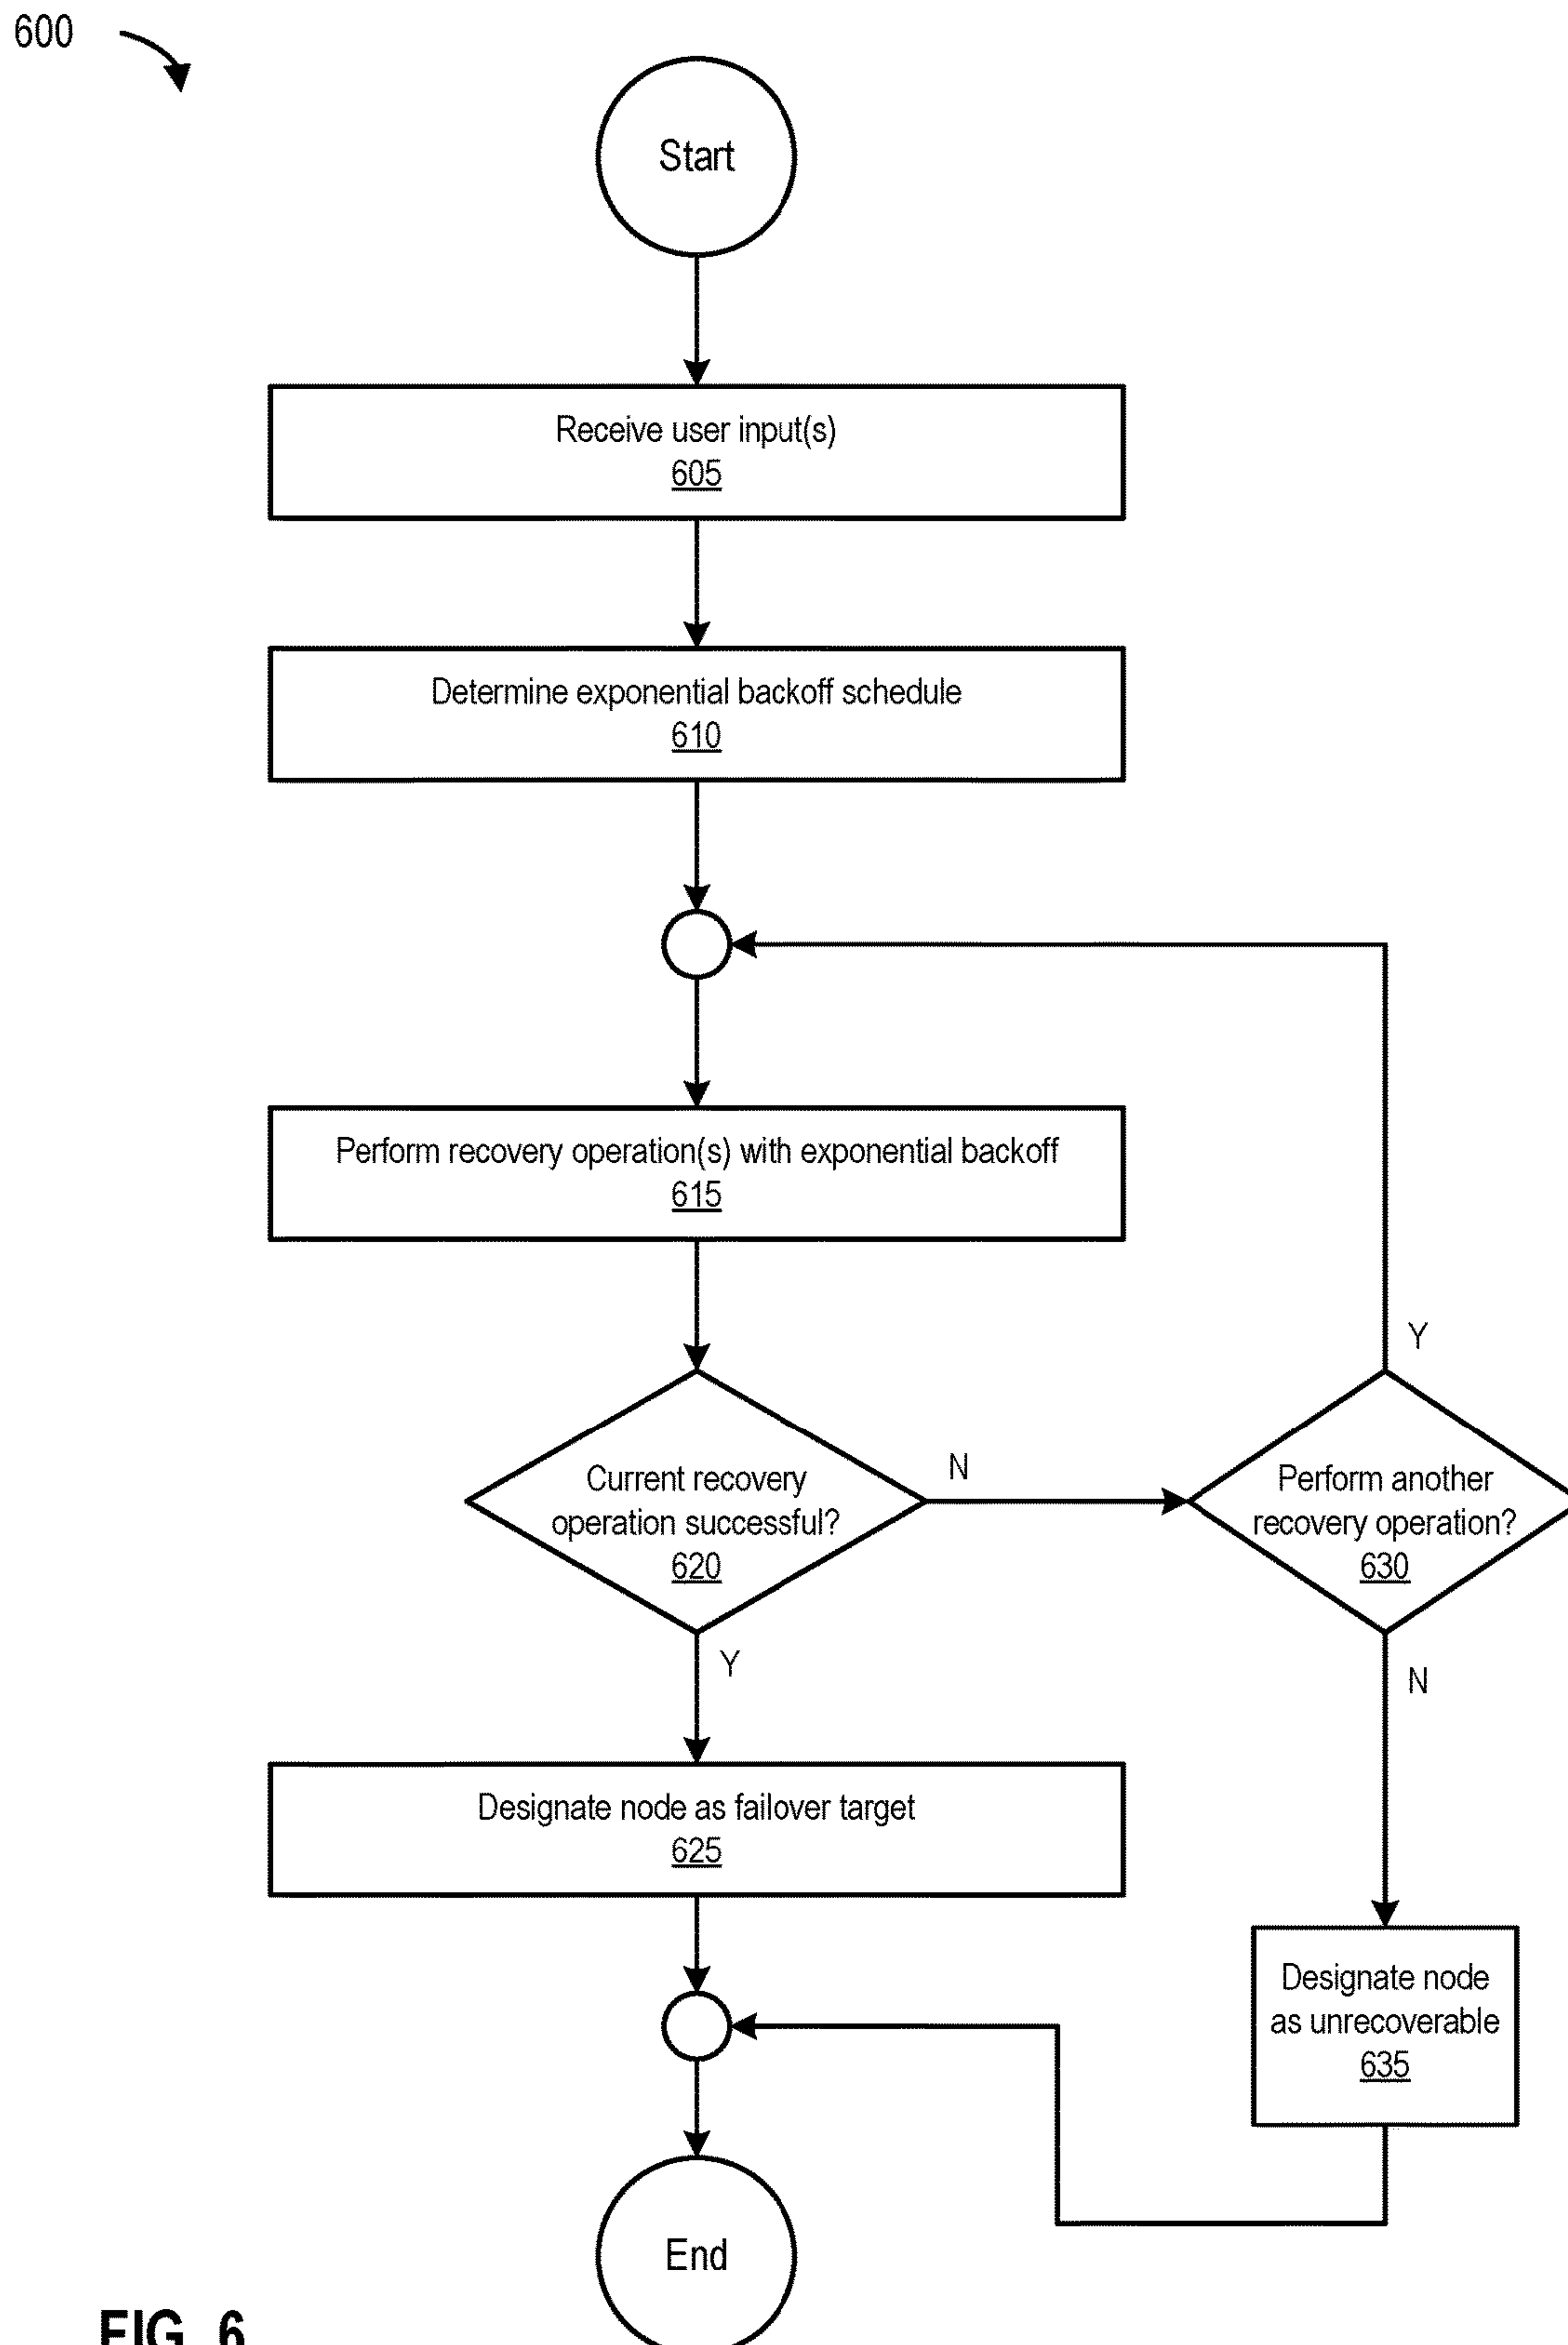 600
Start
Receive user input(s)
605
Determine exponential backoff schedule
610
Perform recovery operation(s) with exponential backoff
615
Y
Current recovery
operation successful?
620
N
Perform another
recovery operation?
630
Y
N
Designate node as failover target
625
Designate node
as unrecoverable
635
End
FIG. 6